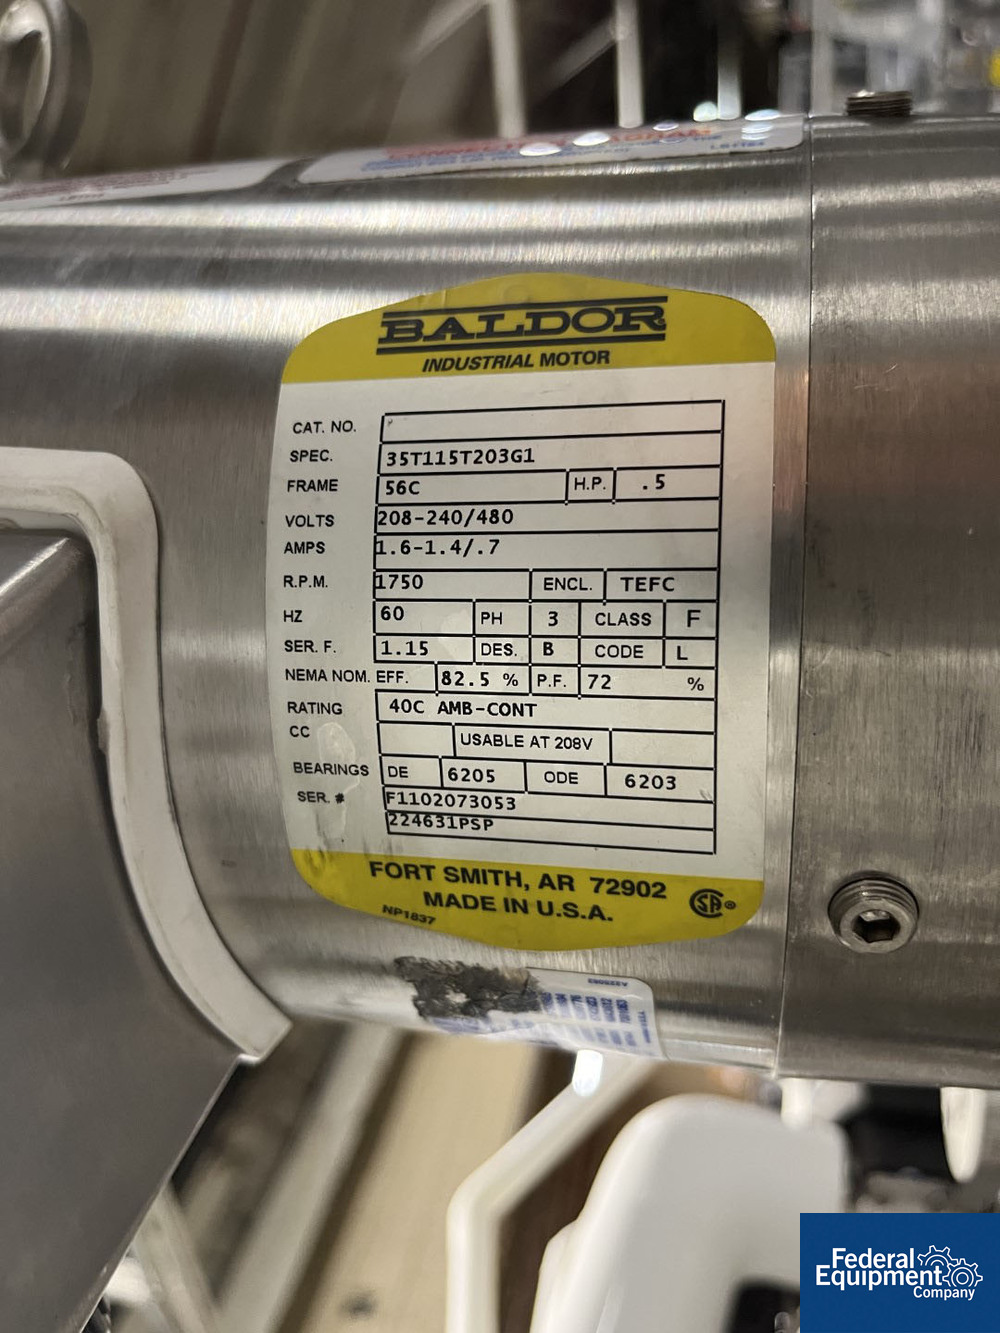 CONNECTION DIAGRAM
BALDOR
INDUSTRIAL MOTOR
CAT. NO.
SPEC. 35T115T203G1
FRAME 56C H.P. .5
VOLTS 208-240/480
AMPS 1.6-1.4/.7
R.P.M. 1750 ENCL. TEFC
HZ 60 PH 3 CLASS F
SER. F. 1.15 DES. B CODE L
NEMA NOM. EFF. 82.5 % P.F. 72 %
RATING 40C AMB-CONT
CC USABLE AT 208V
BEARINGS DE 6205 ODE 6203
SER. # F1102073053
224631PSP
FORT SMITH, AR 72902
MADE IN U.S.A.
NP1837
Federal
Equipment
Company